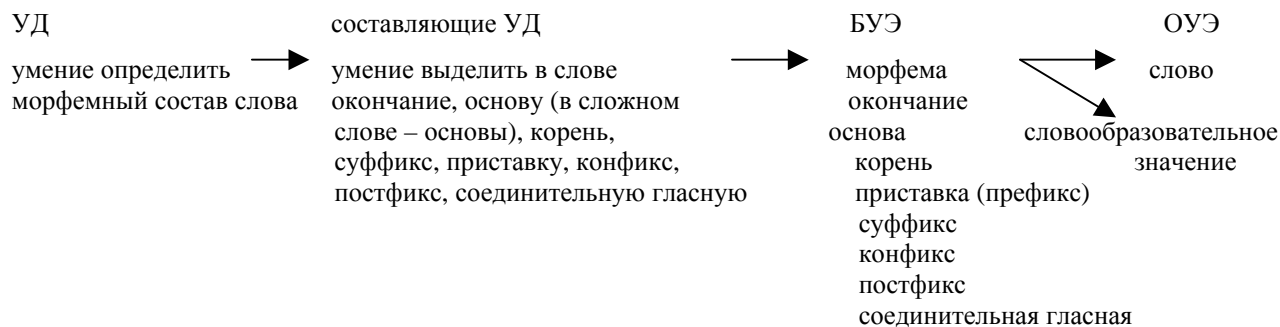 УД составляющие УД БУЭ ОУЭ
умение определить умение выделить в слове морфема слово
морфемный состав слова окончание, основу (в сложном окончание
слове – основы), корень, основа словообразовательное
суффикс, приставку, конфикс, корень значение
постфикс, соединительную гласную приставка (префикс)
суффикс
конфикс
постфикс
соединительная гласная